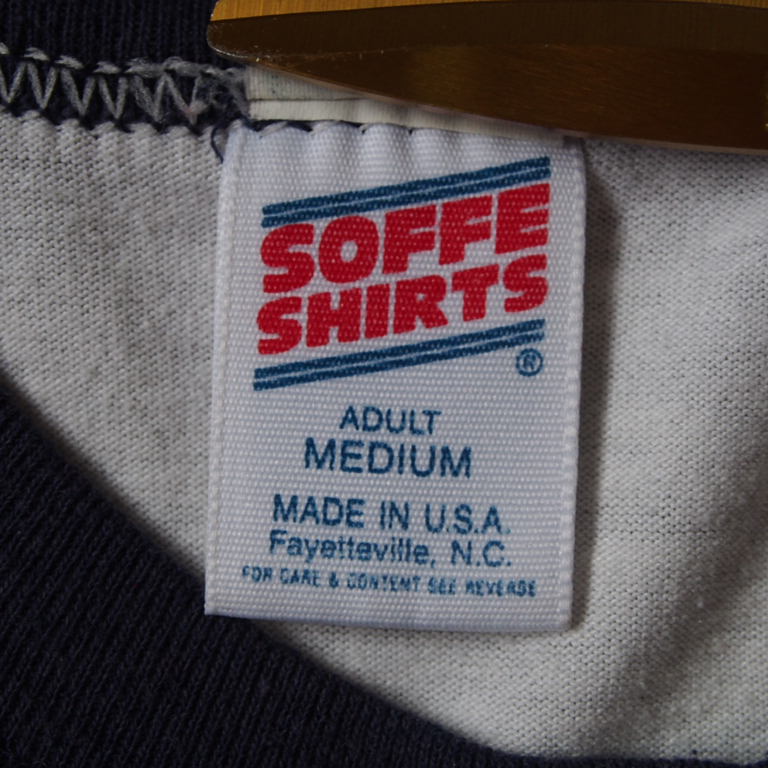 SOFFE
SHIRTS
®
ADULT
MEDIUM
MADE IN U.S.A.
Fayetteville, N.C.
FOR CARE & CONTENT SEE REVERSE